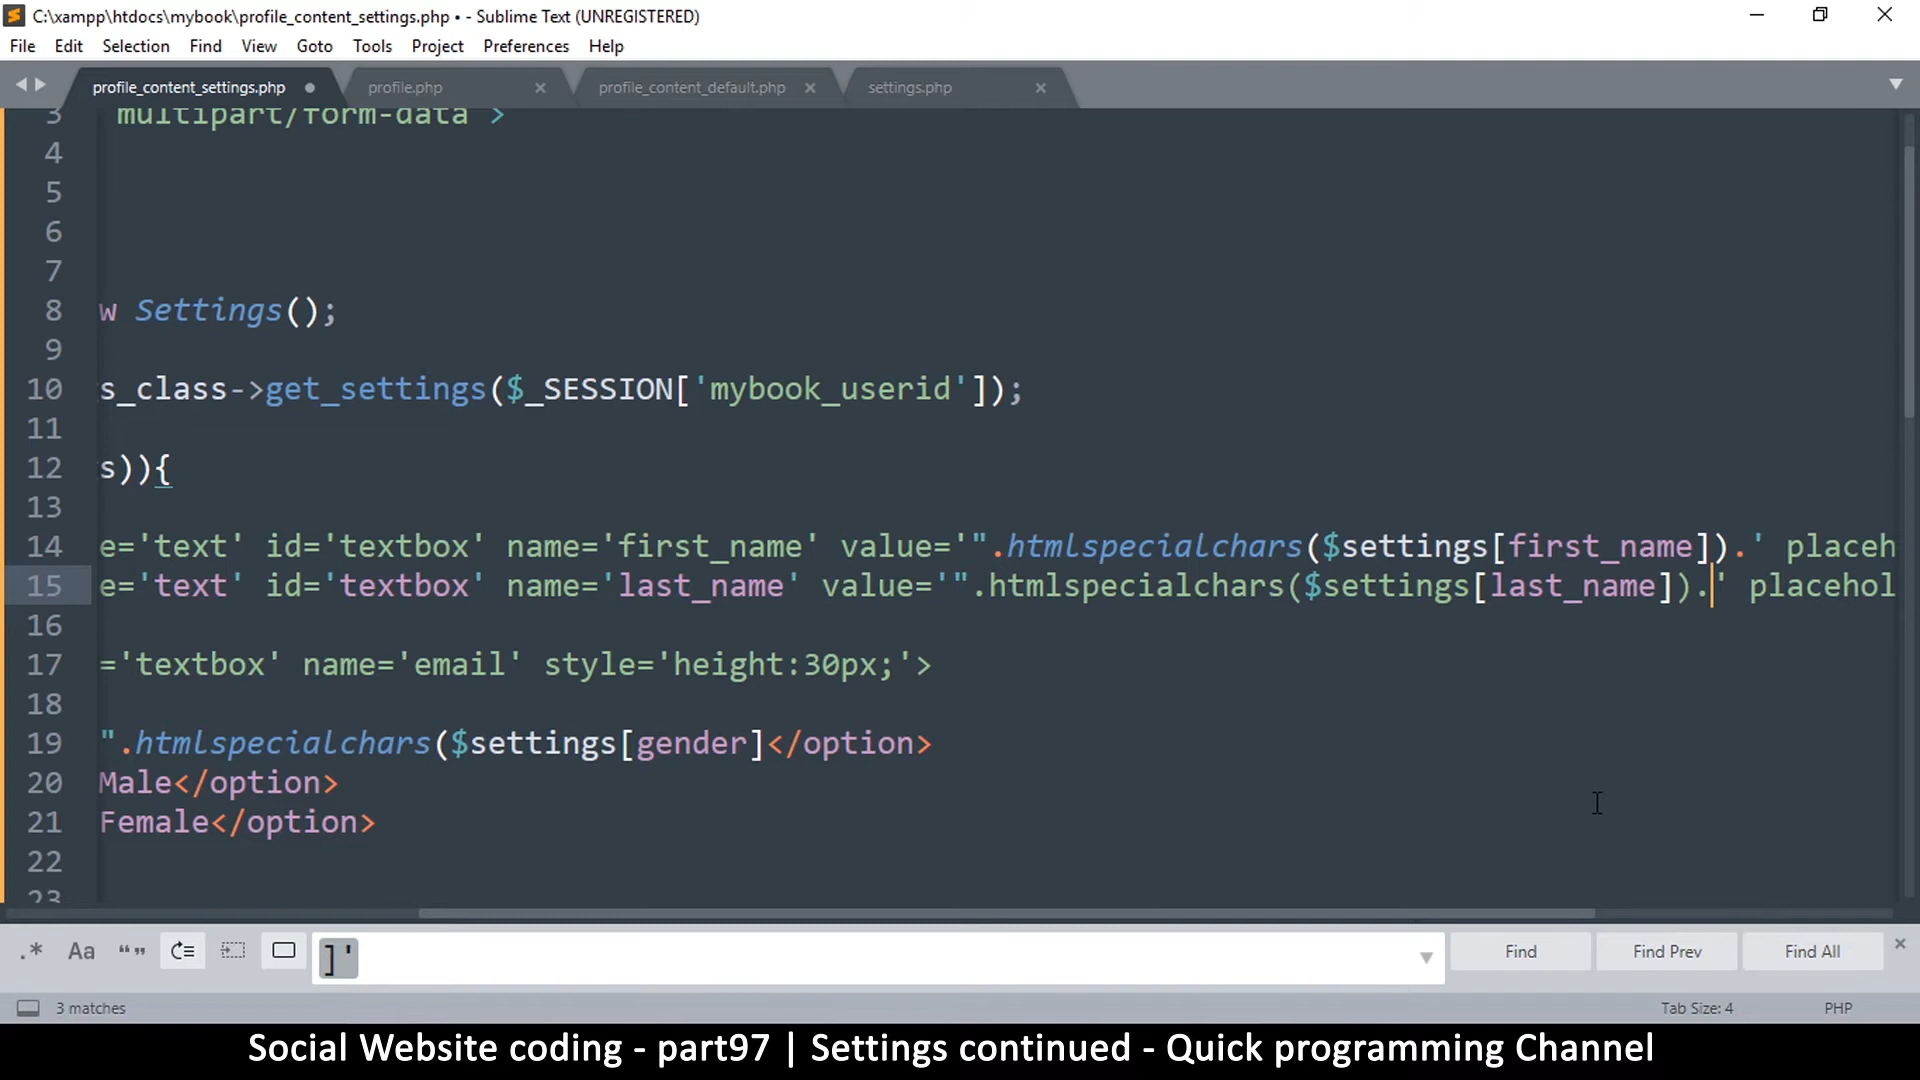 C:\xampp\htdocs\mybook\profile_content_settings.php • - Sublime Text (UNREGISTERED)
File Edit Selection Find View Goto Tools Project Preferences Help
profile_content_settings.php profile.php profile_content_default.php settings.php
3 multipart/form-data >
4
5
6
7
8 w Settings();
9
10 s_class->get_settings($_SESSION['mybook_userid']);
11
12 s)){
13
14 e='text' id='textbox' name='first_name' value='".htmlspecialchars($settings[first_name]).' placeh
15 e='text' id='textbox' name='last_name' value='".htmlspecialchars($settings[last_name]).' placehol
16
17 ='textbox' name='email' style='height:30px;'>
18
19 ".htmlspecialchars($settings[gender]</option>
20 Male</option>
21 Female</option>
22
23
.* Aa “” ]' Find Find Prev Find All
3 matches Tab Size: 4 PHP
Social Website coding - part97 | Settings continued - Quick programming Channel